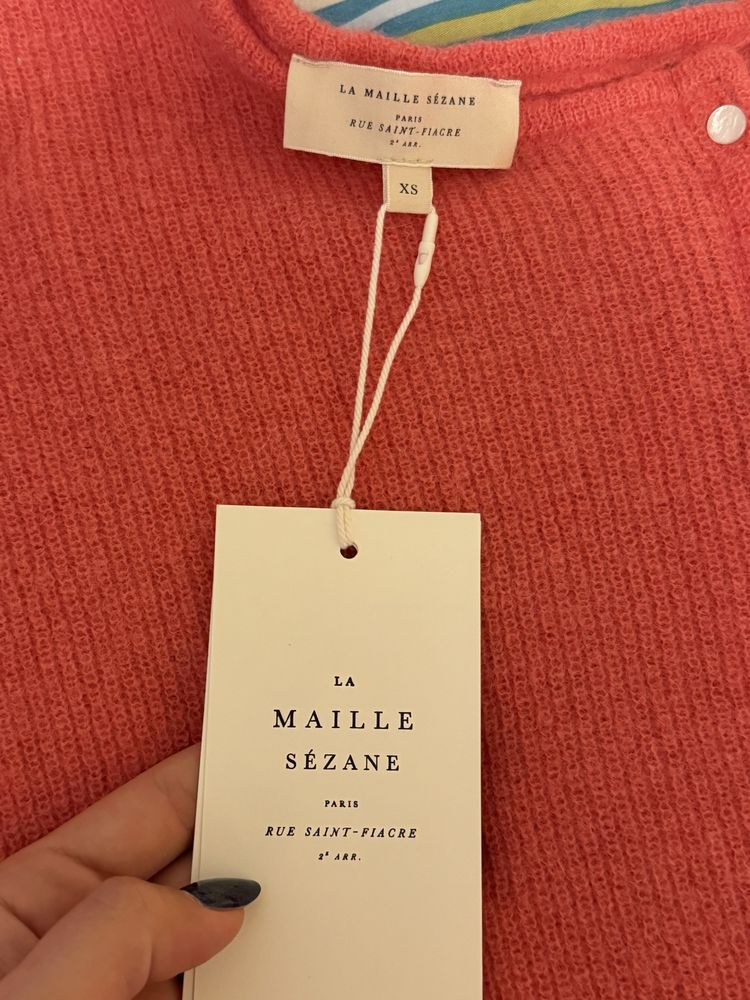 LA MAILLE SÉZANE
PARIS
RUE SAINT-FIACRE
2ᵉ ARR.
XS
LA
MAILLE
SÉZANE
PARIS
RUE SAINT-FIACRE
2ᵉ ARR.